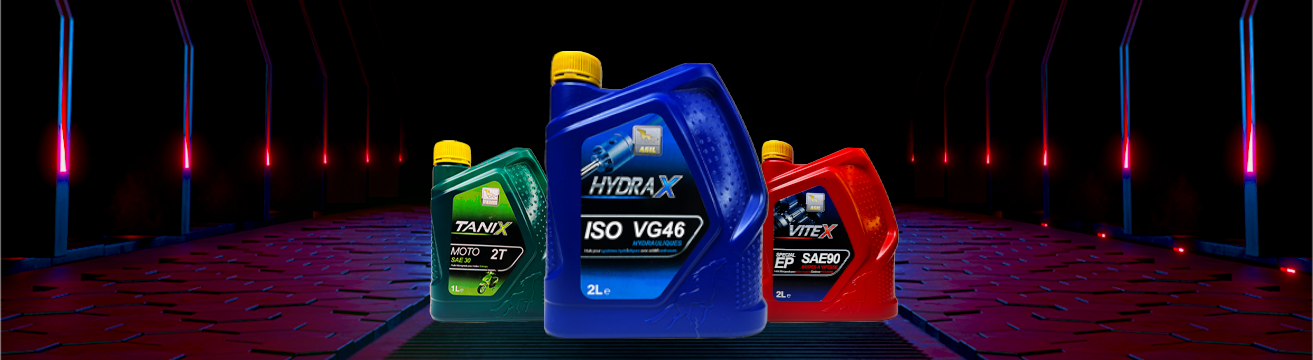 TANIX
MOTO 2T
SAE 30
1L e
HYDRAX
ISO VG46
HYDRAULIQUES
2L e
VITEX
SPECIAL
EP SAE90
2L e